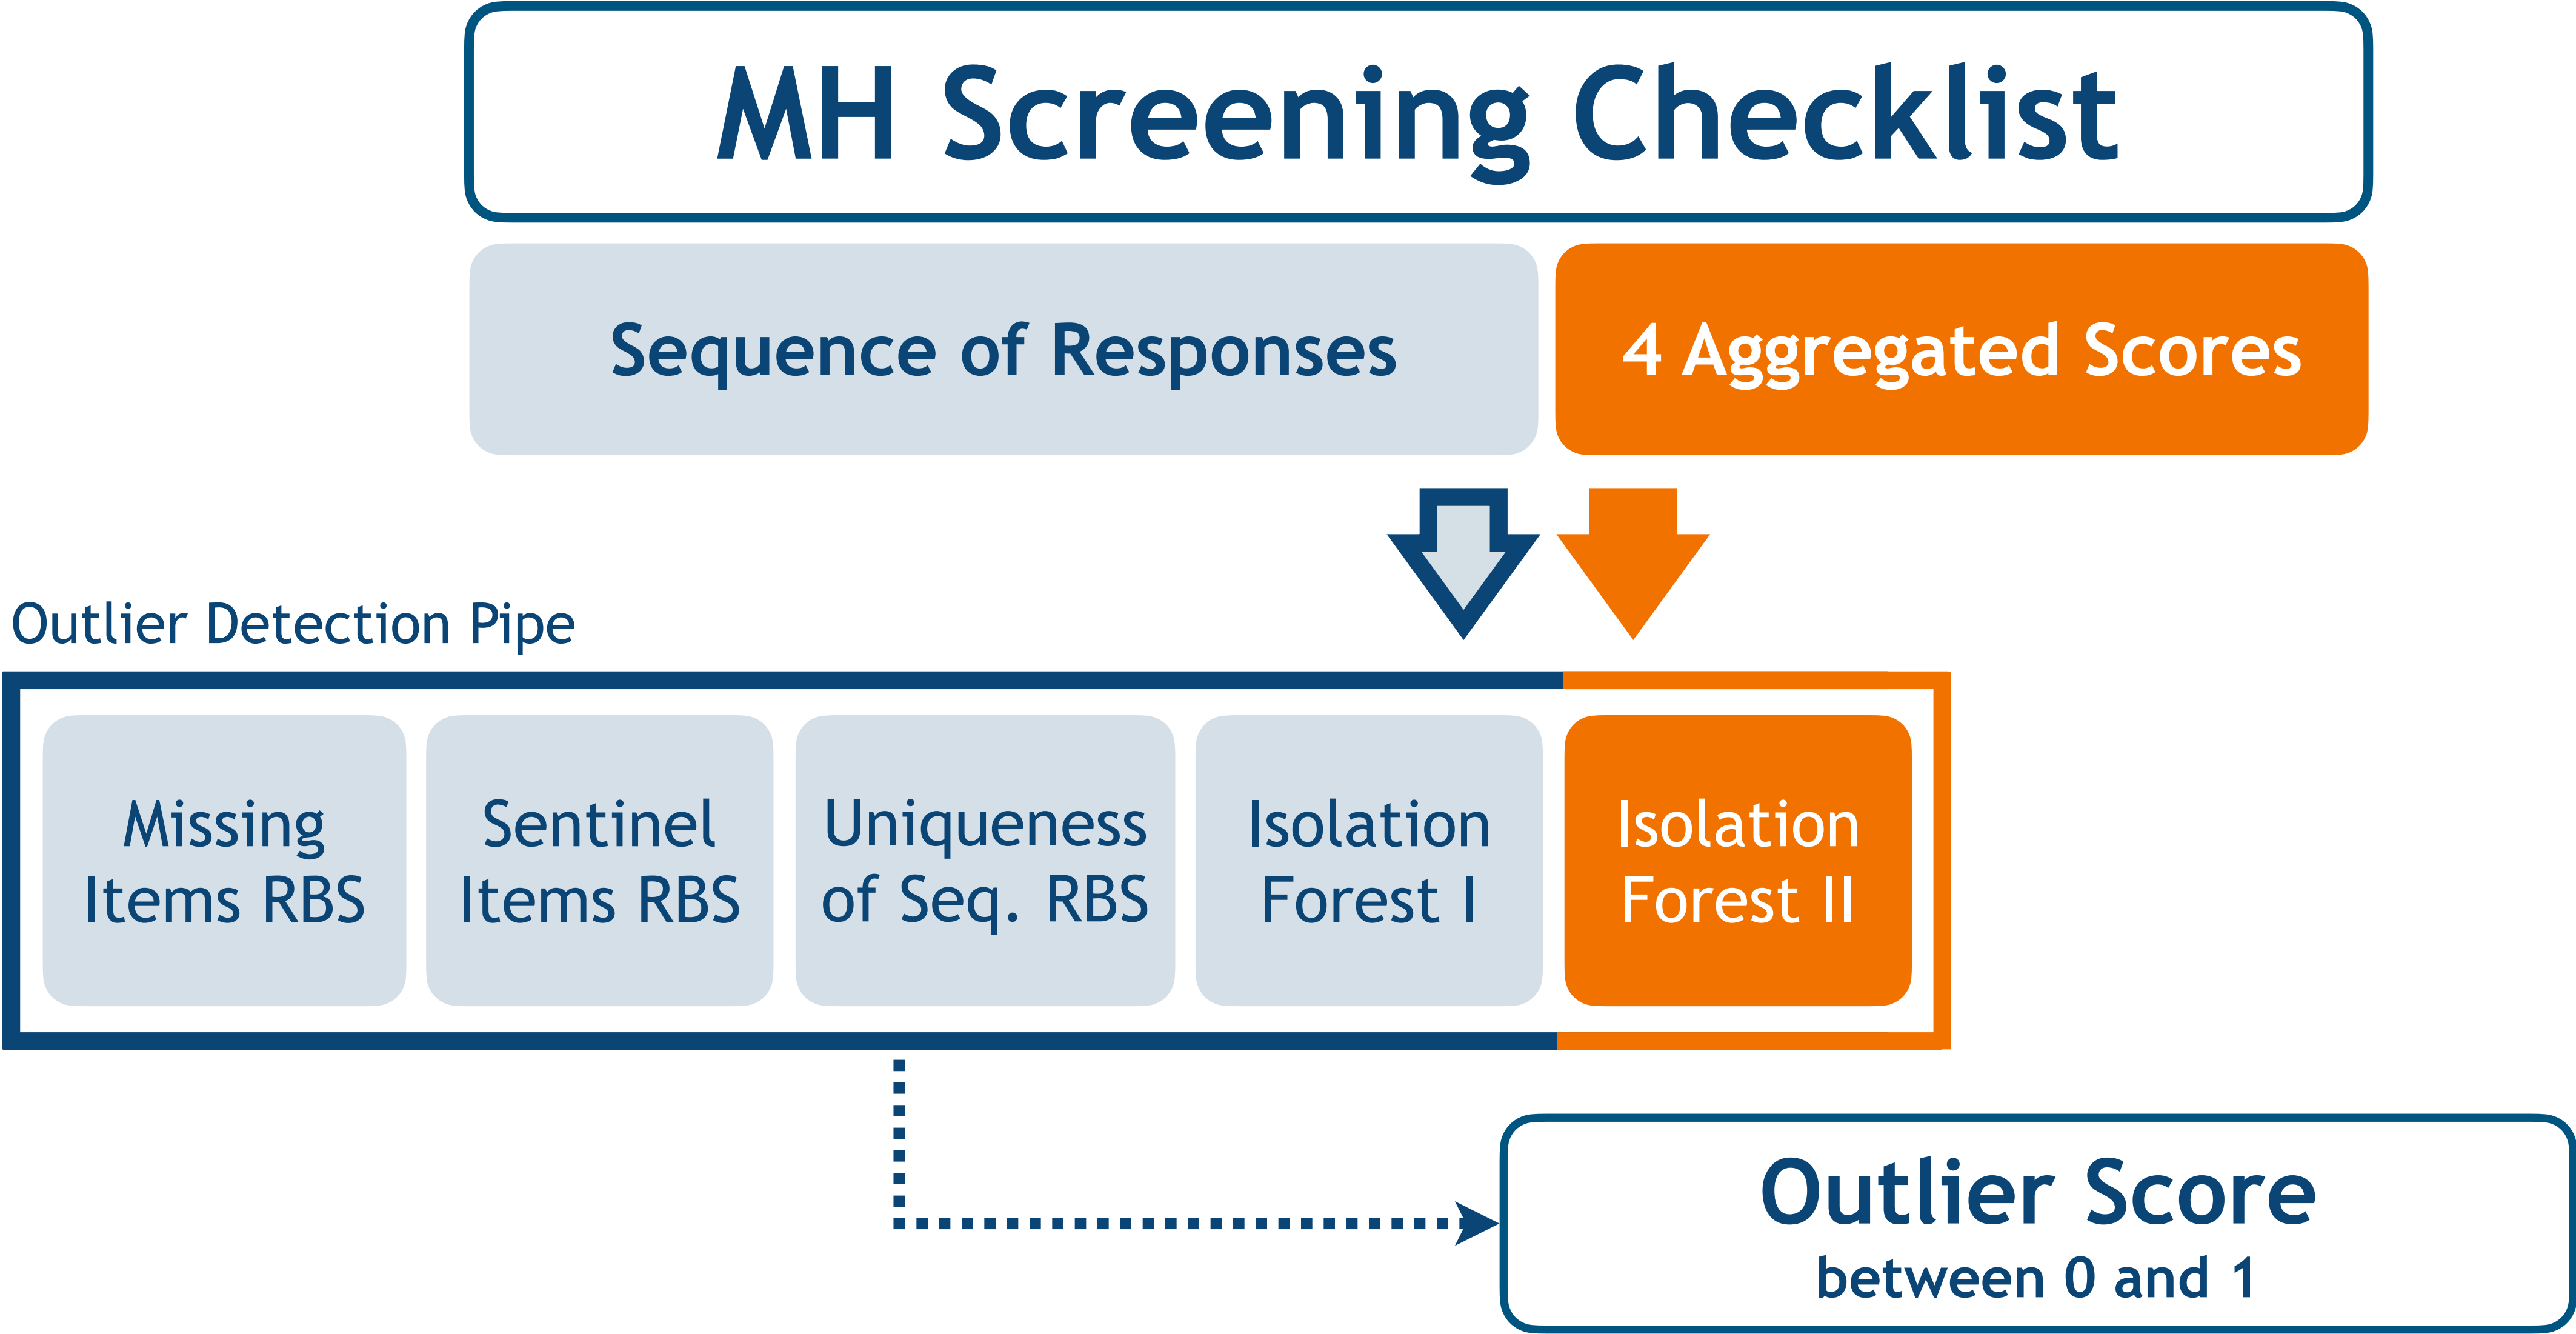 MH Screening Checklist
Sequence of Responses
4 Aggregated Scores
Outlier Detection Pipe
Missing
Items RBS
Sentinel
Items RBS
Uniqueness
of Seq. RBS
Isolation
Forest I
Isolation
Forest II
Outlier Score
between 0 and 1